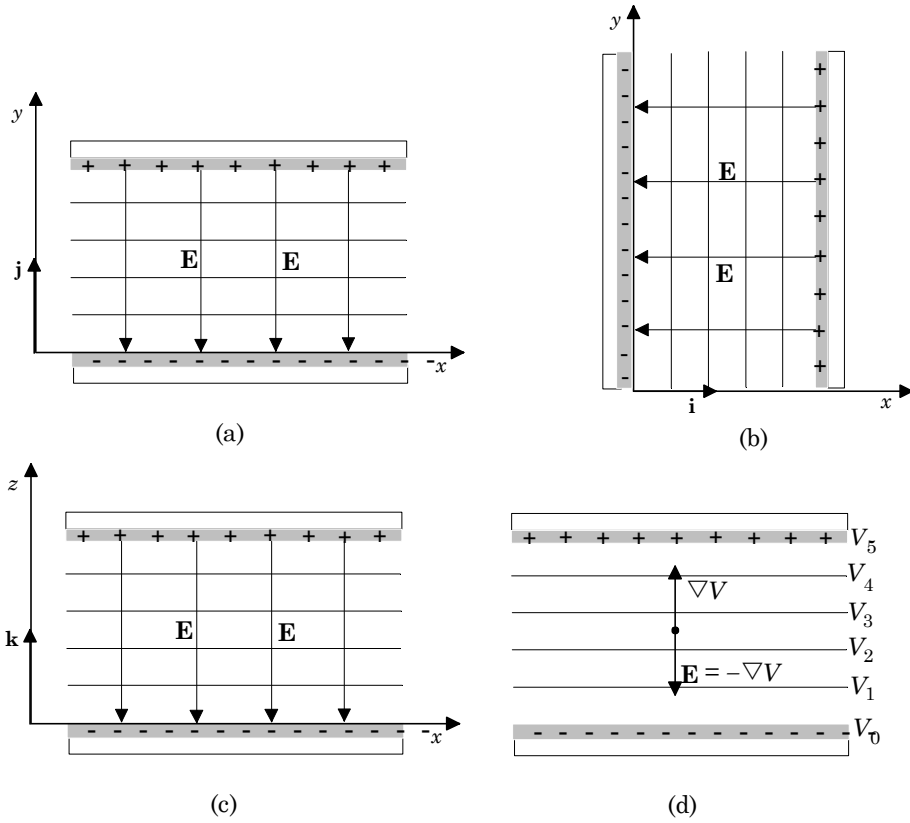 y
+ + + + + + + + +
E E
j
- - - - - - - - - - x
(a)
y
- +
- +
- +
E
- +
- +
- +
E
- +
- +
- +
i x
(b)
z
+ + + + + + + + +
E E
k
- - - - - - - - - - x
(c)
+ + + + + + + + + V5
V4
▽V
V3
V2
E = −▽V
V1
- - - - - - - - - - V0
(d)